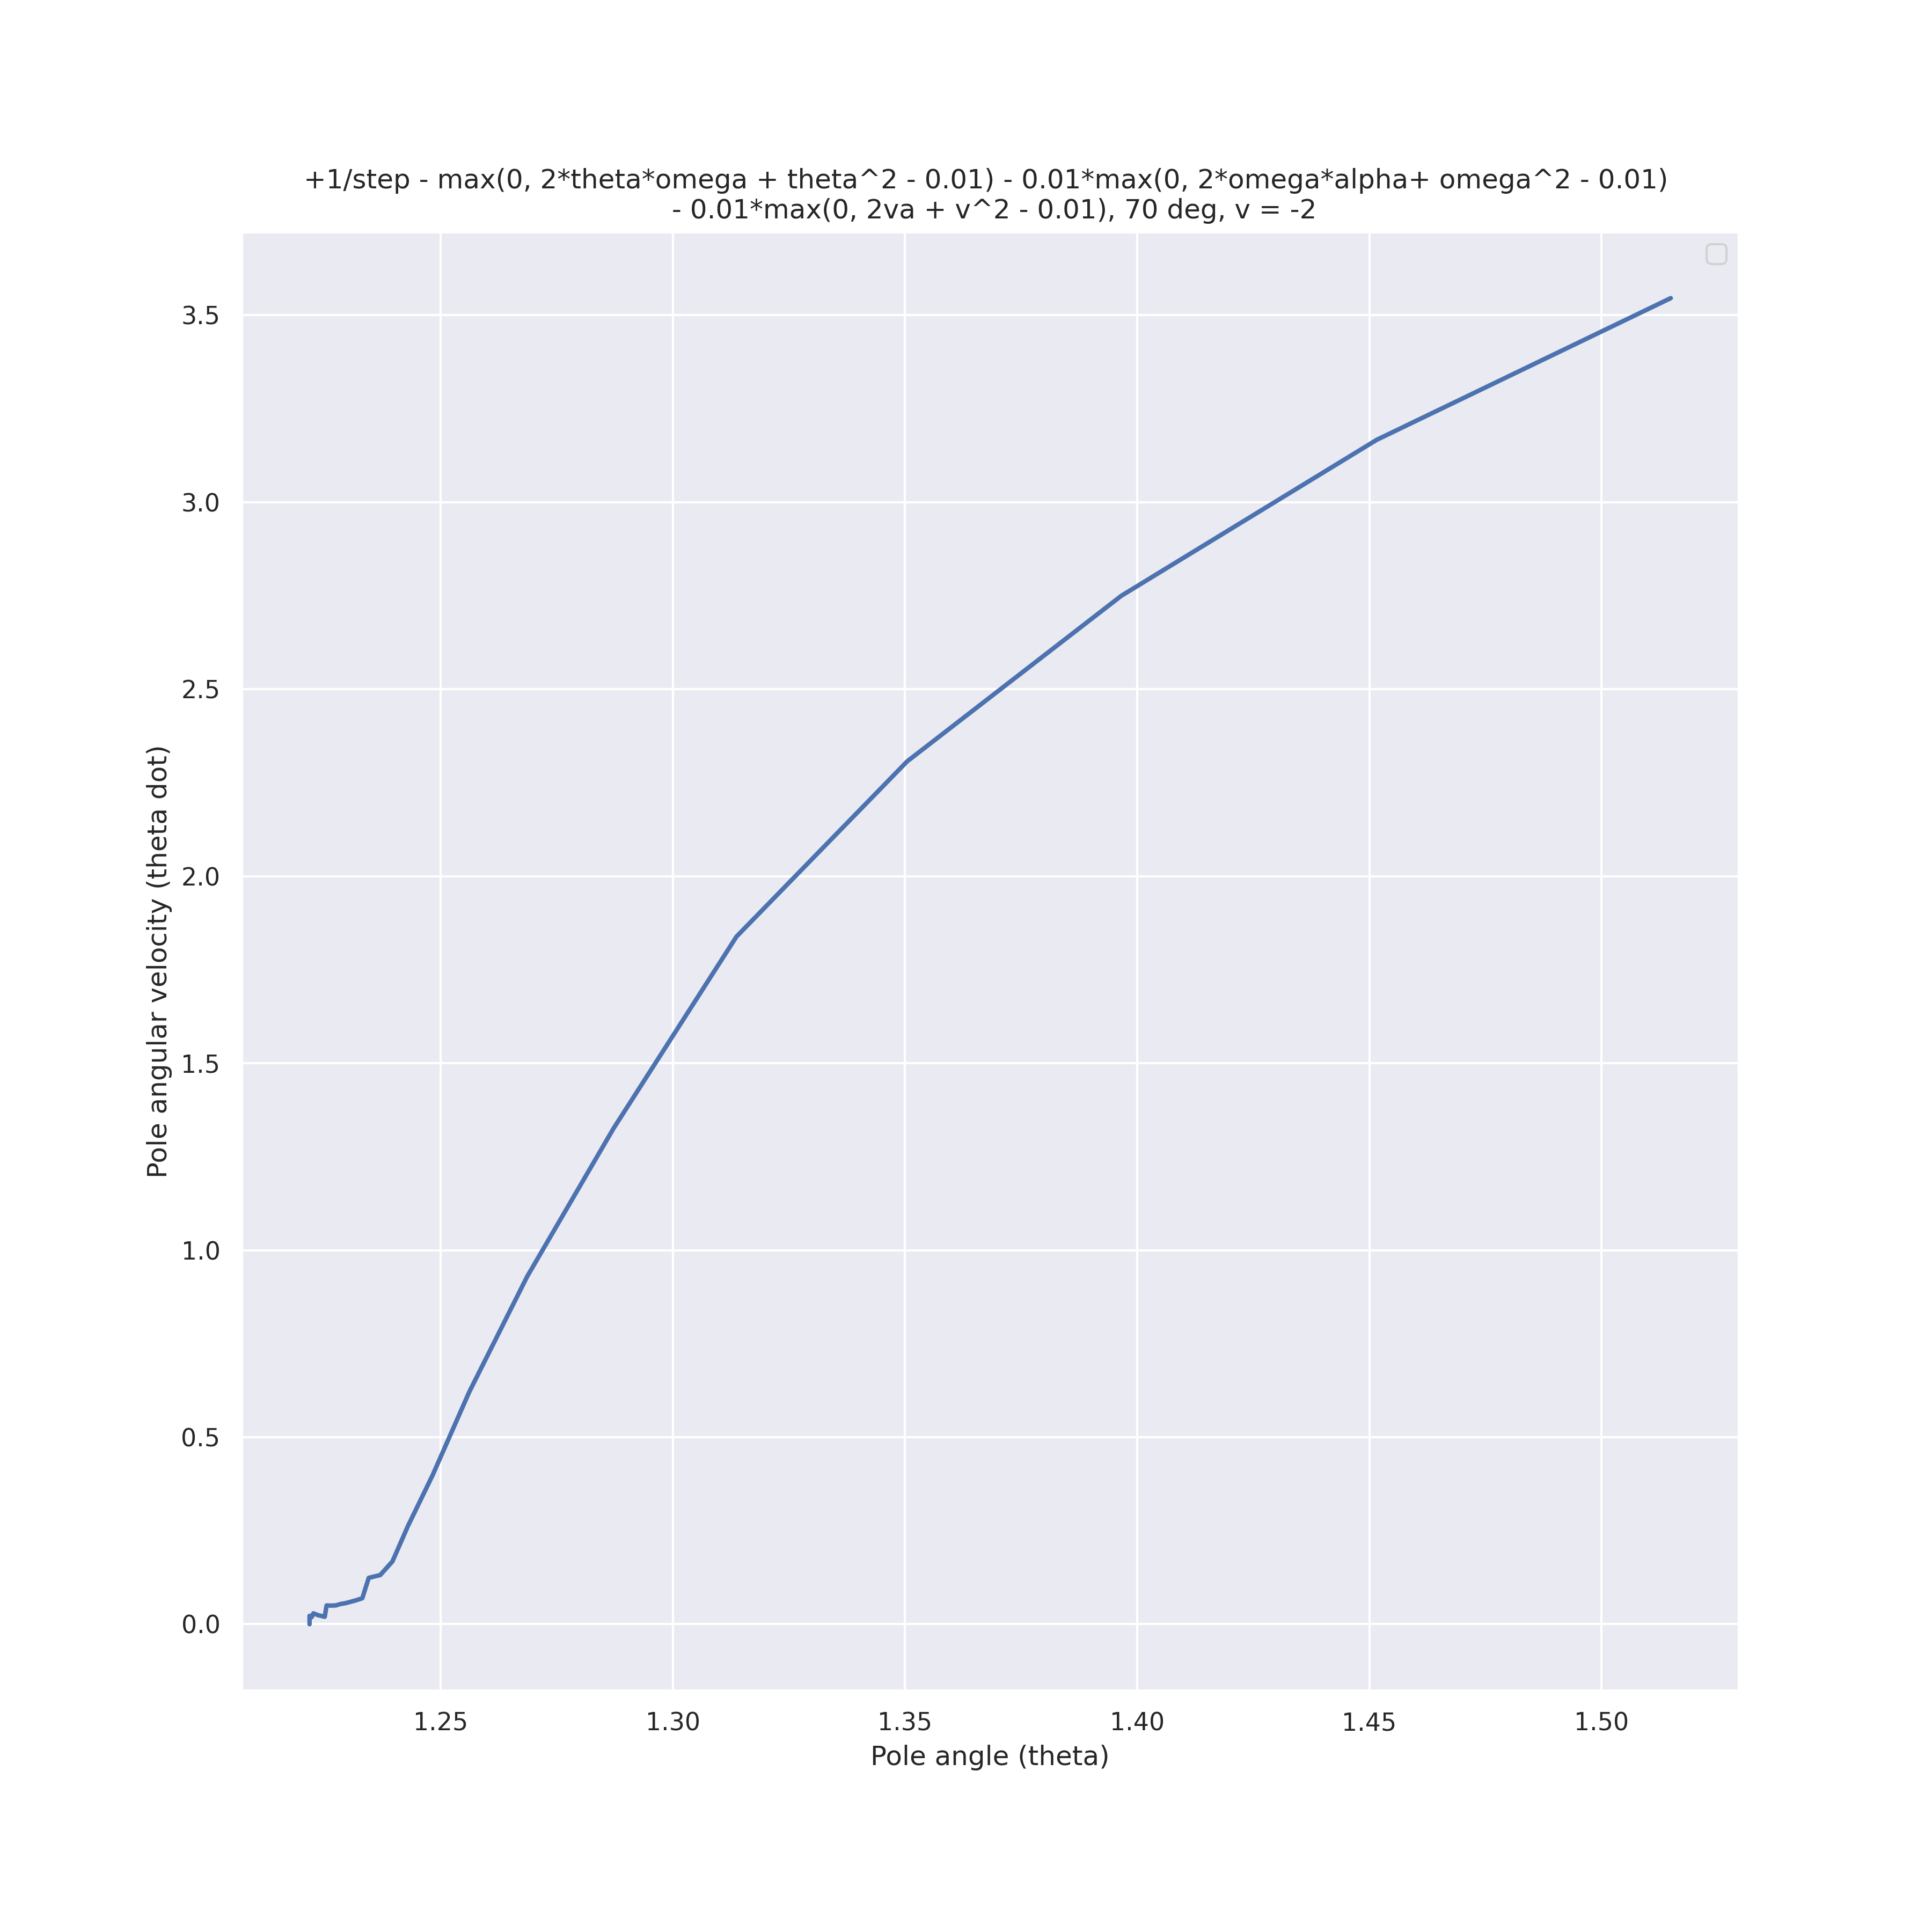 +1/step - max(0, 2*theta*omega + theta^2 - 0.01) - 0.01*max(0, 2*omega*alpha+ omega^2 - 0.01)
- 0.01*max(0, 2va + v^2 - 0.01), 70 deg, v = -2
3.5
3.0
2.5
2.0
1.5
1.0
0.5
0.0
Pole angular velocity (theta dot)
1.25 1.30 1.35 1.40 1.45 1.50
Pole angle (theta)